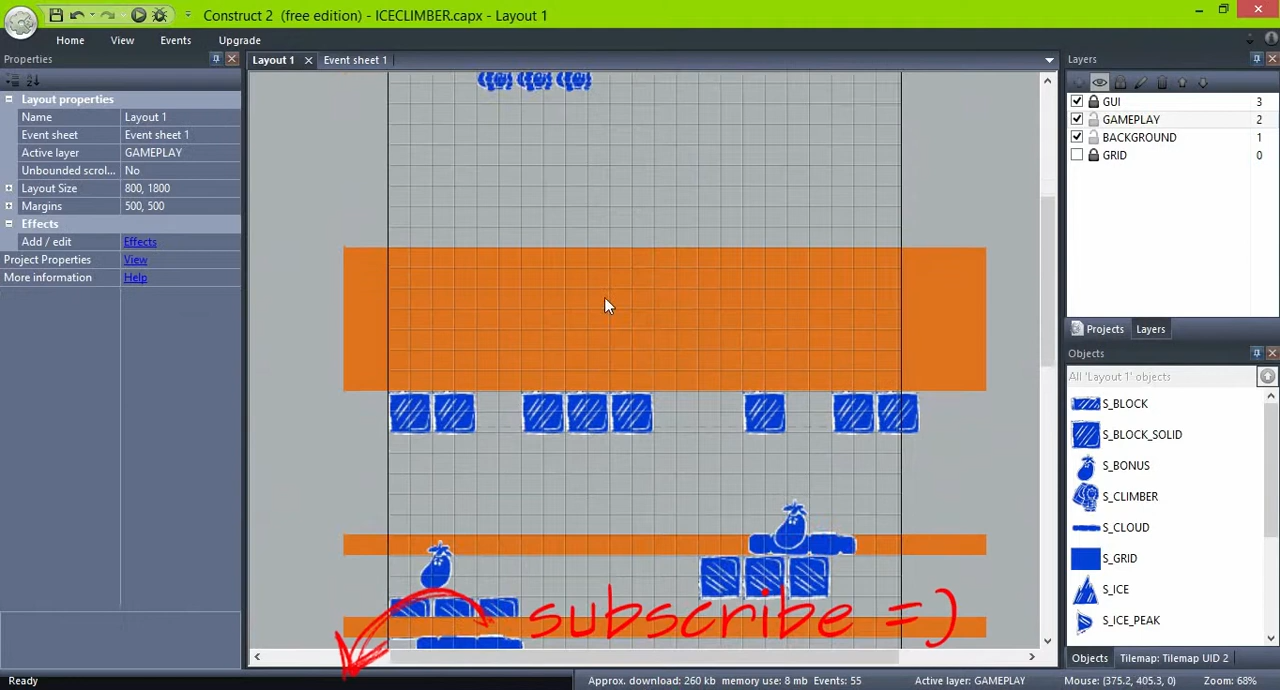 Construct 2  (free edition) - ICECLIMBER.capx - Layout 1
Home View Events Upgrade
Properties
Layout 1 Event sheet 1
Layers
Layout properties
Name Layout 1
Event sheet Event sheet 1
Active layer GAMEPLAY
Unbounded scrol... No
Layout Size 800, 1800
Margins 500, 500
Effects
Add / edit Effects
Project Properties View
More information Help
GUI 3
GAMEPLAY 2
BACKGROUND 1
GRID 0
Projects Layers
Objects
All 'Layout 1' objects
S_BLOCK
S_BLOCK_SOLID
S_BONUS
S_CLIMBER
S_CLOUD
S_GRID
S_ICE
S_ICE_PEAK
subscribe =)
Objects Tilemap: Tilemap UID 2
Ready
Approx. download: 260 kb memory use: 8 mb Events: 55 Active layer: GAMEPLAY Mouse: (375.2, 405.3, 0) Zoom: 68%